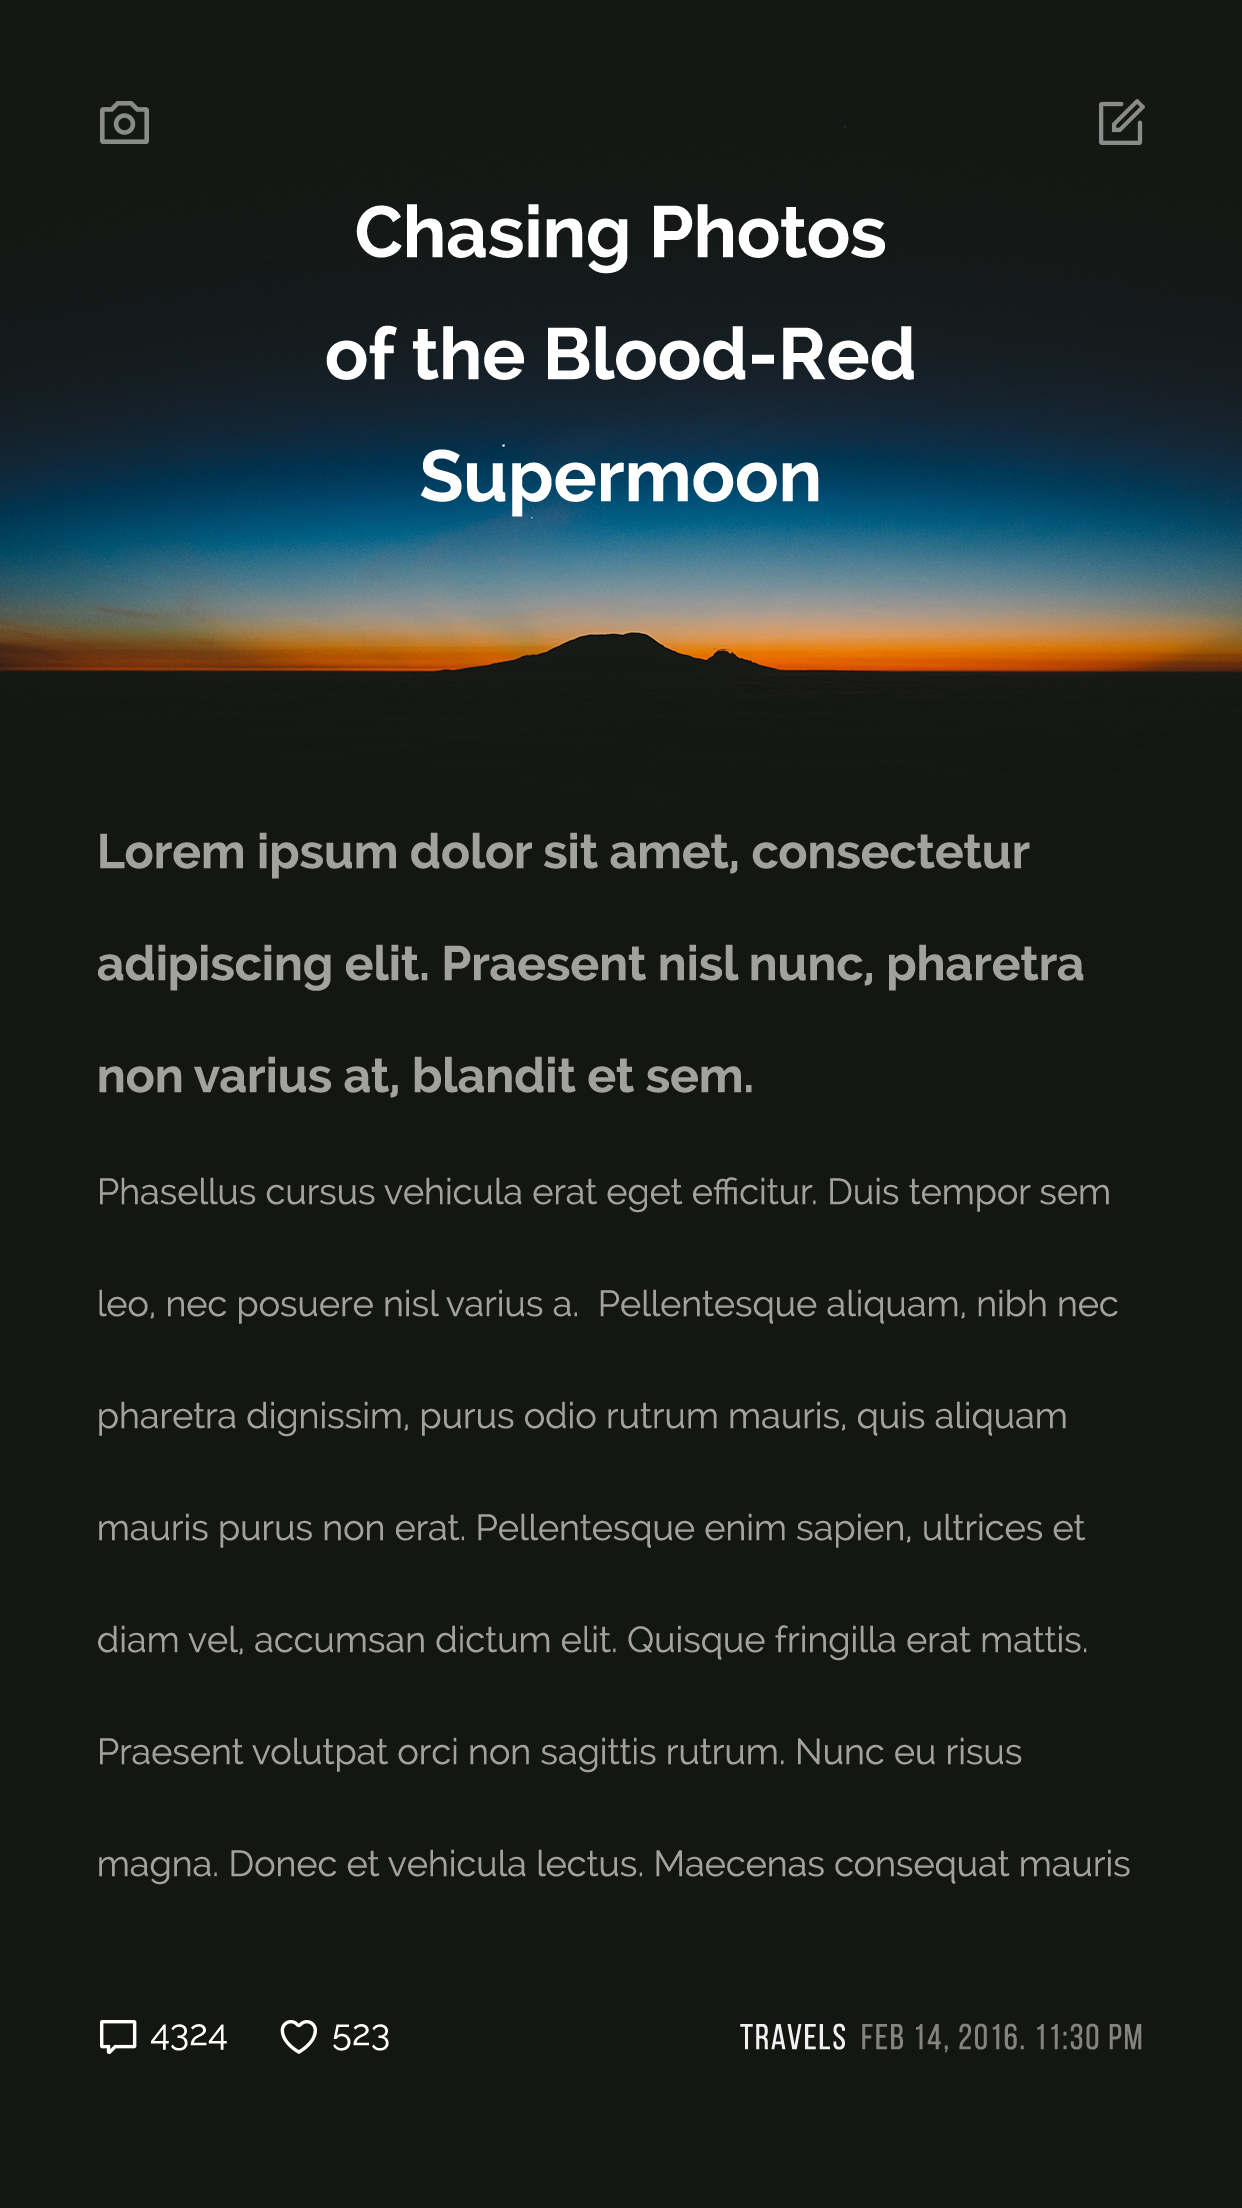 Chasing Photos
of the Blood-Red
Supermoon
Lorem ipsum dolor sit amet, consectetur
adipiscing elit. Praesent nisl nunc, pharetra
non varius at, blandit et sem.
Phasellus cursus vehicula erat eget efficitur. Duis tempor sem
leo, nec posuere nisl varius a.  Pellentesque aliquam, nibh nec
pharetra dignissim, purus odio rutrum mauris, quis aliquam
mauris purus non erat. Pellentesque enim sapien, ultrices et
diam vel, accumsan dictum elit. Quisque fringilla erat mattis.
Praesent volutpat orci non sagittis rutrum. Nunc eu risus
magna. Donec et vehicula lectus. Maecenas consequat mauris
4324 523 TRAVELS FEB 14, 2016. 11:30 PM